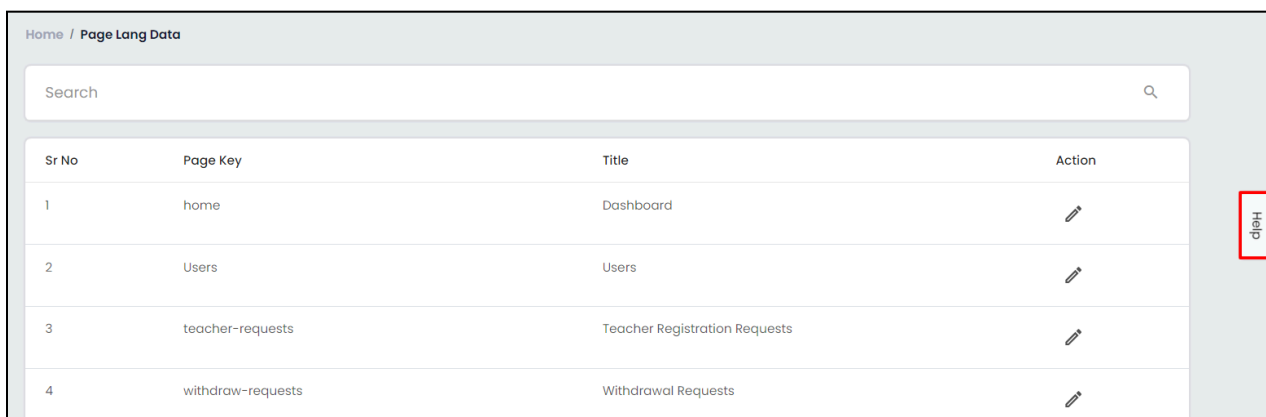 Home / Page Lang Data
Search
Sr No Page Key Title Action
1 home Dashboard
2 Users Users
3 teacher-requests Teacher Registration Requests
4 withdraw-requests Withdrawal Requests
Help